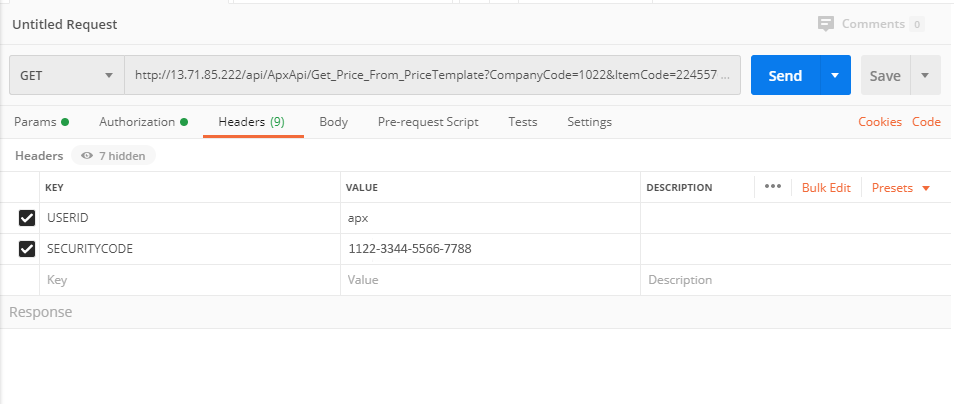 Untitled Request
Comments 0
GET http://13.71.85.222/api/ApxApi/Get_Price_From_PriceTemplate?CompanyCode=1022&ItemCode=224557 ... Send Save
Params Authorization Headers (9) Body Pre-request Script Tests Settings Cookies Code
Headers 7 hidden
KEY VALUE DESCRIPTION ••• Bulk Edit Presets
USERID apx
SECURITYCODE 1122-3344-5566-7788
Key Value Description
Response